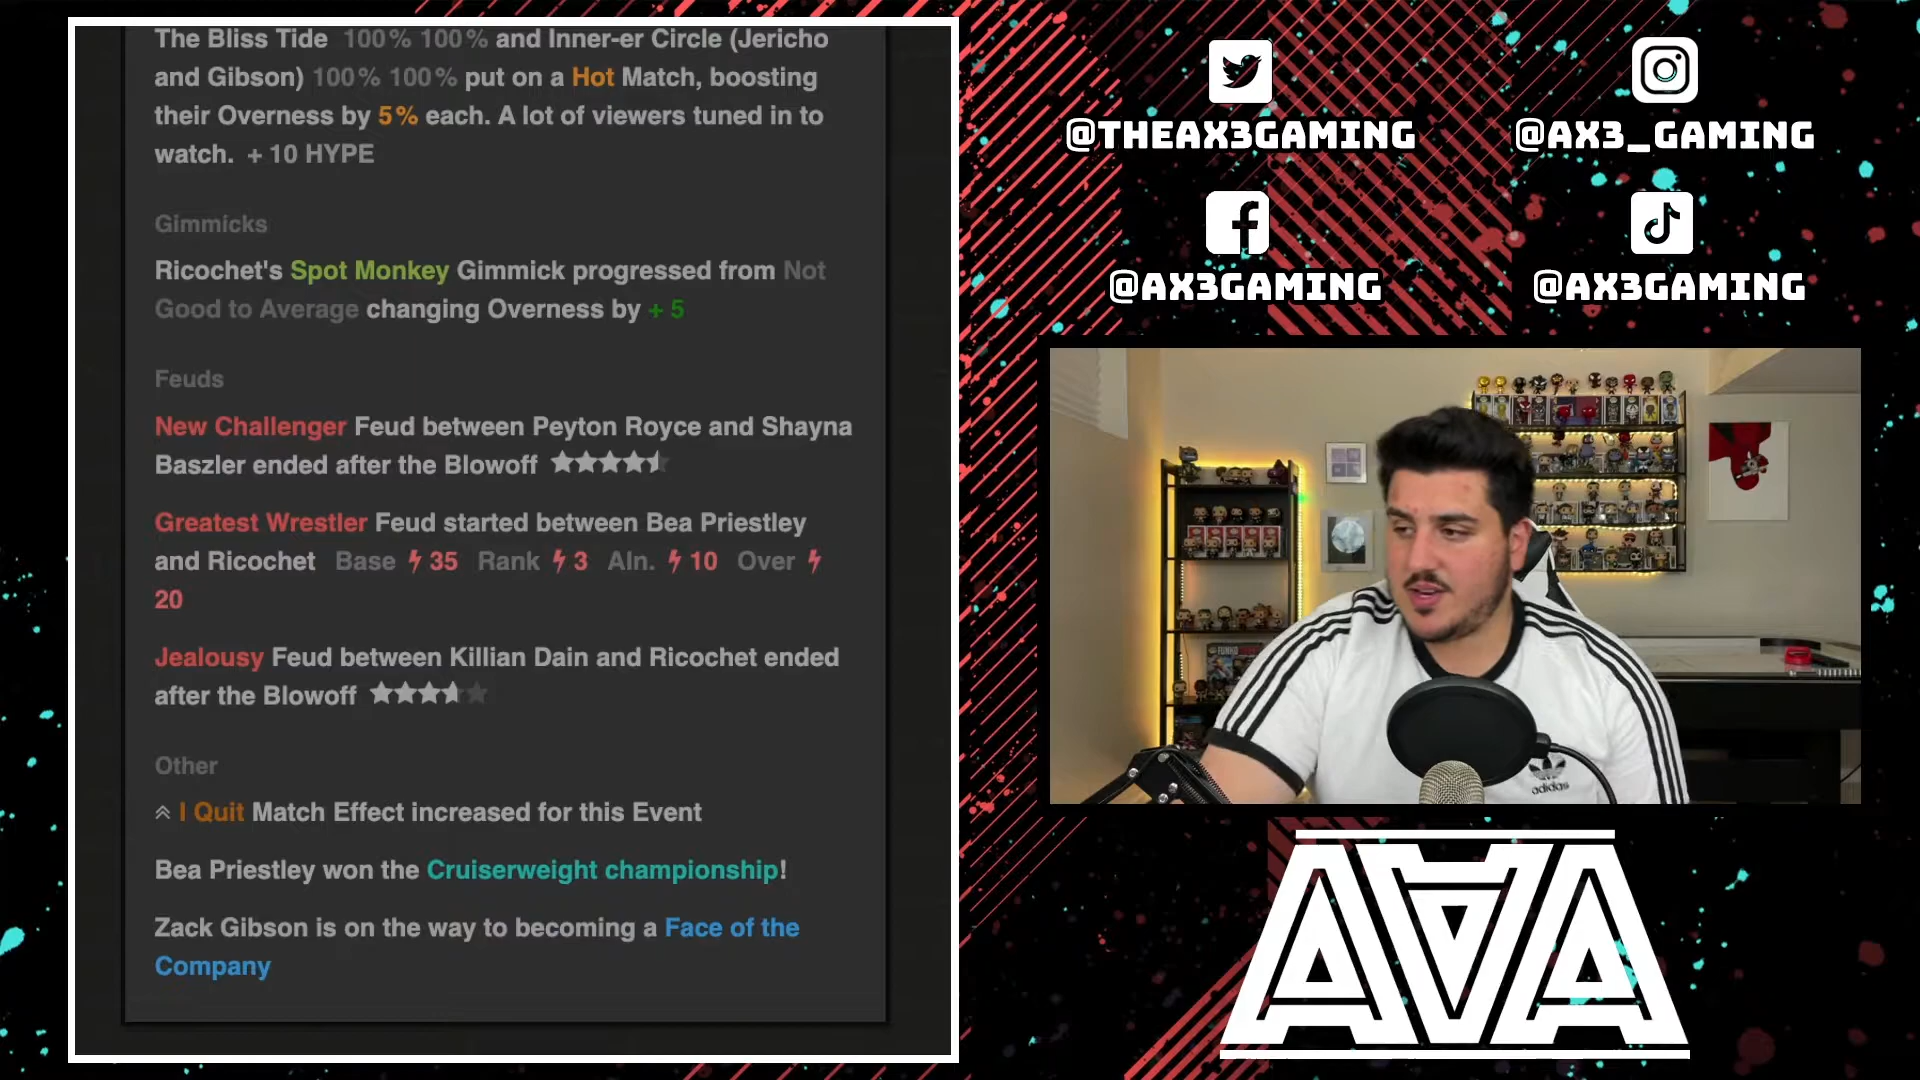 The Bliss Tide 100% 100% and Inner-er Circle (Jericho
and Gibson) 100% 100% put on a Hot Match, boosting
their Overness by 5% each. A lot of viewers tuned in to
watch. + 10 HYPE
Gimmicks
Ricochet's Spot Monkey Gimmick progressed from Not
Good to Average changing Overness by + 5
Feuds
New Challenger Feud between Peyton Royce and Shayna
Baszler ended after the Blowoff
Greatest Wrestler Feud started between Bea Priestley
and Ricochet Base 35 Rank 3 Aln. 10 Over
20
Jealousy Feud between Killian Dain and Ricochet ended
after the Blowoff
Other
I Quit Match Effect increased for this Event
Bea Priestley won the Cruiserweight championship!
Zack Gibson is on the way to becoming a Face of the
Company
@THEAX3GAMING
@AX3_GAMING
@AX3GAMING
@AX3GAMING
adidas